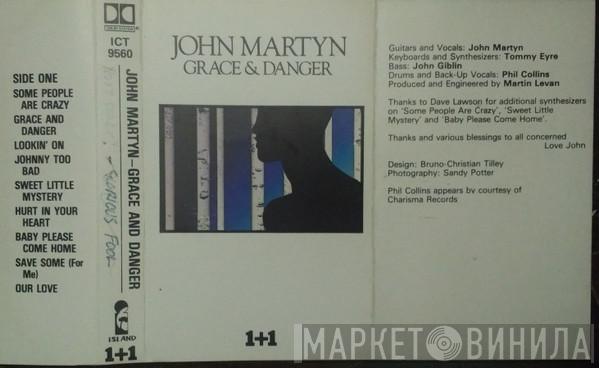 DOLBY SYSTEM
ICT
9560
SIDE ONE
SOME PEOPLE
ARE CRAZY
GRACE AND
DANGER
LOOKIN' ON
JOHNNY TOO
BAD
SWEET LITTLE
MYSTERY
HURT IN YOUR
HEART
BABY PLEASE
COME HOME
SAVE SOME (For
Me)
OUR LOVE
JOHN MARTYN-GRACE AND DANGER
GLORIOUS FOOL
ISLAND
1+1
JOHN MARTYN
GRACE & DANGER
1+1
Guitars and Vocals: John Martyn
Keyboards and Synthesizers: Tommy Eyre
Bass: John Giblin
Drums and Back-Up Vocals: Phil Collins
Produced and Engineered by Martin Levan
Thanks to Dave Lawson for additional synthesizers
on 'Some People Are Crazy', 'Sweet Little
Mystery' and 'Baby Please Come Home'.
Thanks and various blessings to all concerned
Love John
Design: Bruno-Christian Tilley
Photography: Sandy Potter
Phil Collins appears by courtesy of
Charisma Records
МАРКЕТ ВИНИЛА